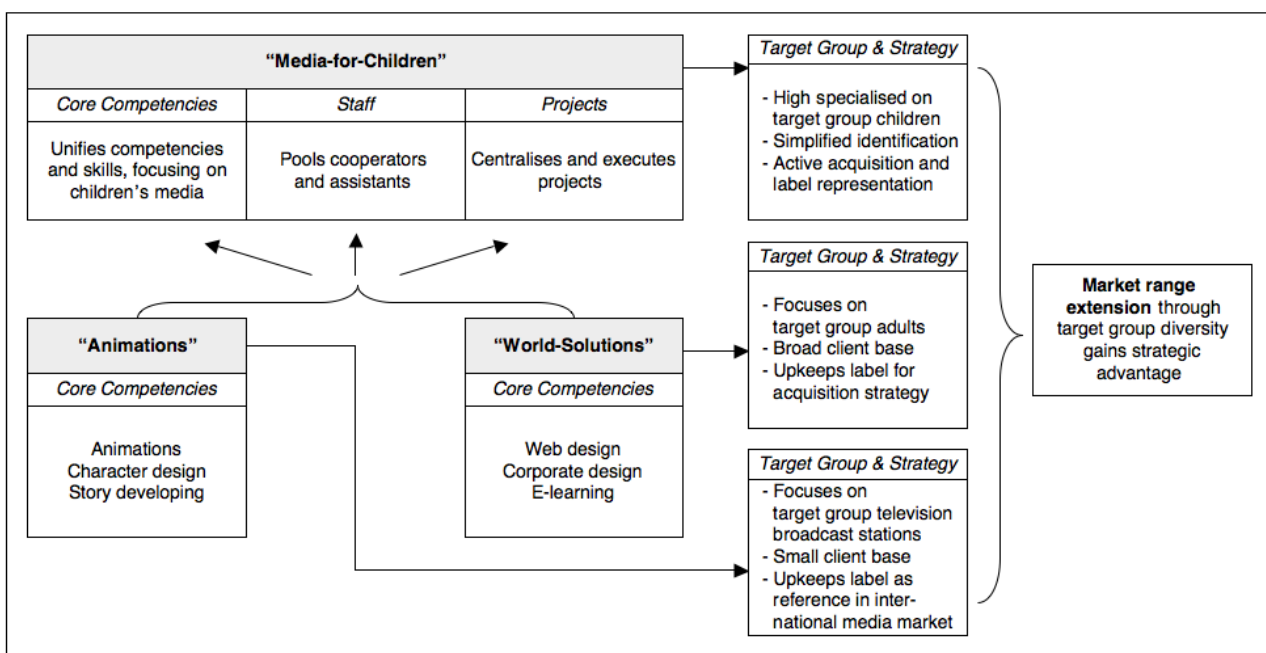 “Media-for-Children”
Core Competencies
Unifies competencies
and skills, focusing on
children’s media
Staff
Pools cooperators
and assistants
Projects
Centralises and executes
projects
Target Group & Strategy
- High specialised on
target group children
- Simplified identification
- Active acquisition and
label representation
“Animations”
Core Competencies
Animations
Character design
Story developing
“World-Solutions”
Core Competencies
Web design
Corporate design
E-learning
Target Group & Strategy
- Focuses on
target group adults
- Broad client base
- Upkeeps label for
acquisition strategy
Target Group & Strategy
- Focuses on
target group television
broadcast stations
- Small client base
- Upkeeps label as
reference in inter-
national media market
Market range
extension through
target group diversity
gains strategic
advantage